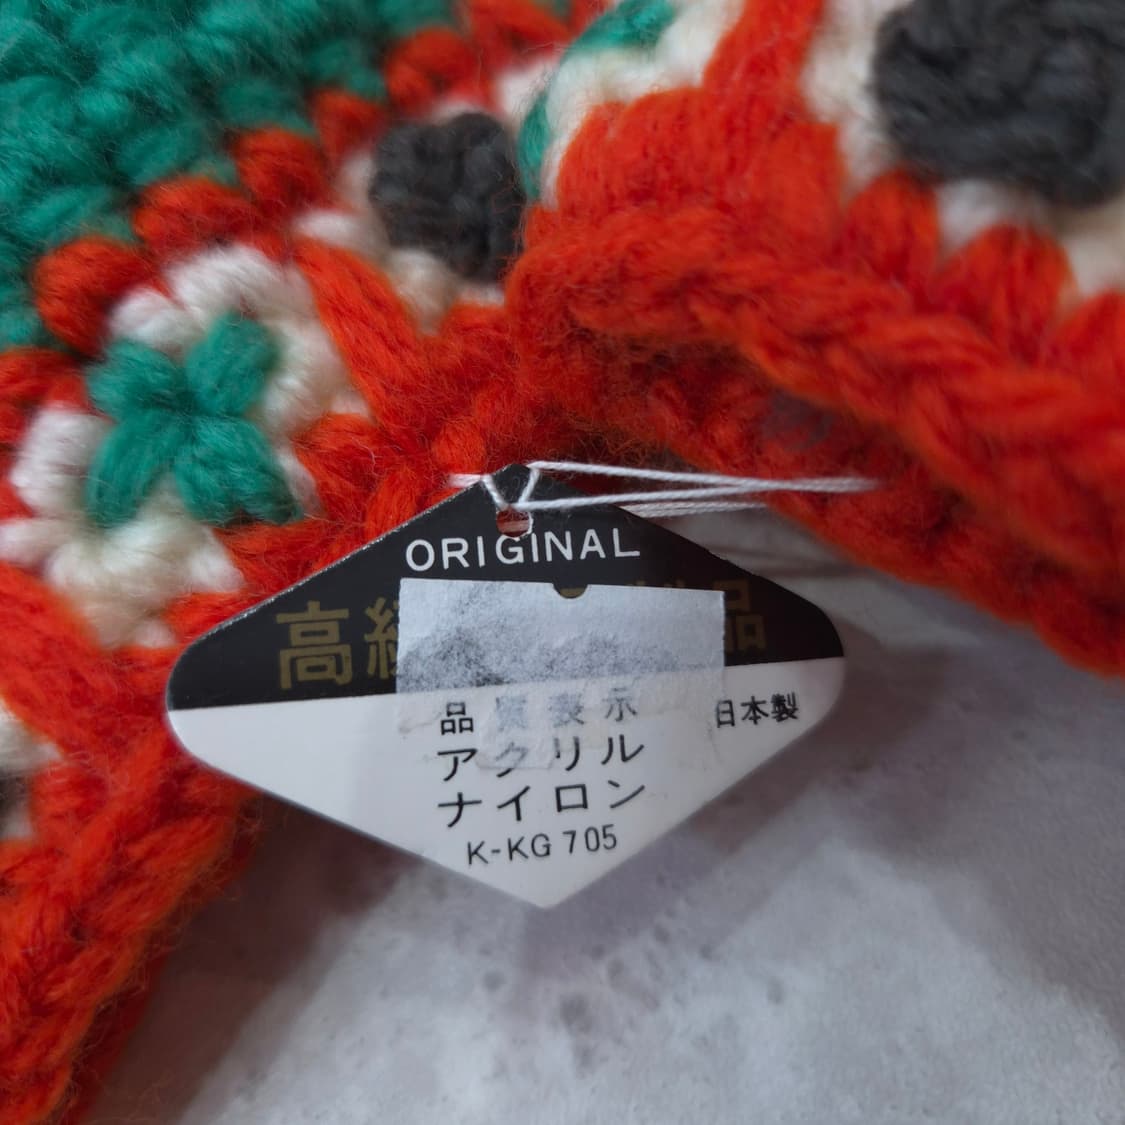 ORIGINAL
高級 品
品質表示
日本製
アクリル
ナイロン
K-KG 705